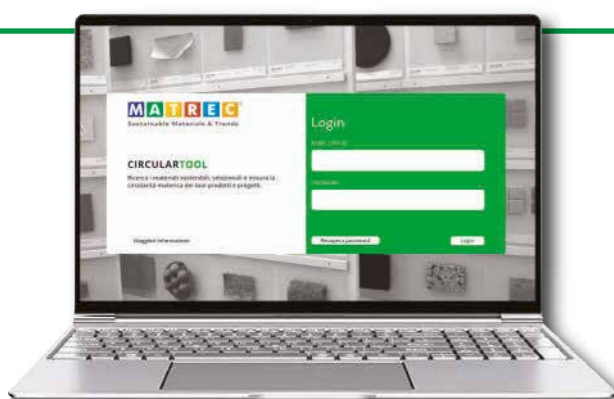 MATREC
Sustainable Materials & Trends
CIRCULARTOOL
Ricerca i materiali sostenibili, selezionali e misura la
circolarità materica dei tuoi prodotti e progetti.
Maggiori informazioni
Login
Recupera password
Login